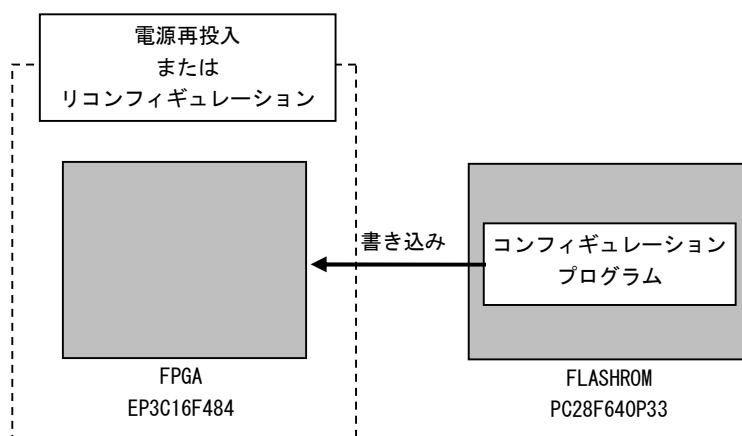 電源再投入
または
リコンフィギュレーション
書き込み
コンフィギュレーション
プログラム
FPGA
EP3C16F484
FLASHROM
PC28F640P33